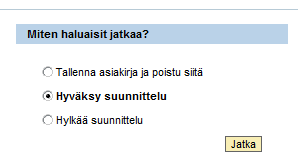 Miten haluaisit jatkaa?
Tallenna asiakirja ja poistu siitä
Hyväksy suunnittelu
Hylkää suunnittelu
Jatka